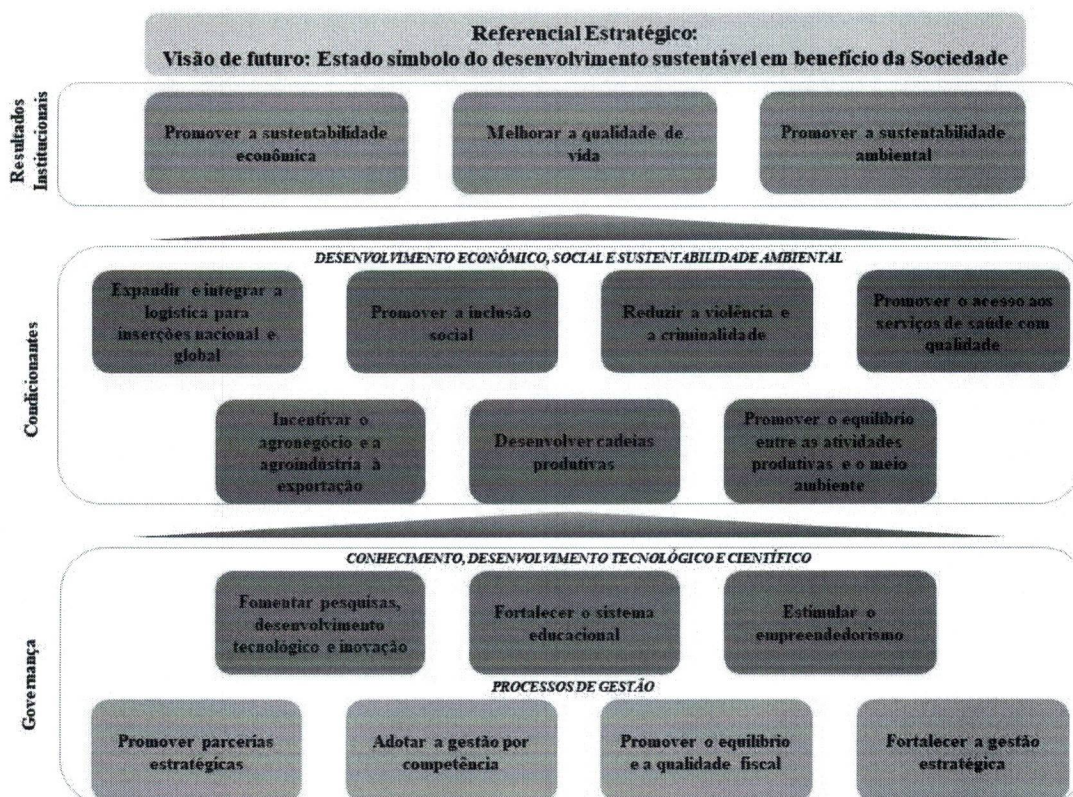 Referencial Estratégico:
Visão de futuro: Estado símbolo do desenvolvimento sustentável em benefício da Sociedade
Resultados
Institucionais
Promover a sustentabilidade
econômica
Melhorar a qualidade de
vida
Promover a sustentabilidade
ambiental
Condicionantes
DESENVOLVIMENTO ECONÔMICO, SOCIAL E SUSTENTABILIDADE AMBIENTAL
Expandir e integrar a
logística para
inserções nacional e
global
Promover a inclusão
social
Reduzir a violência e
a criminalidade
Promover o acesso aos
serviços de saúde com
qualidade
Incentivar o
agronegócio e a
agroindústria à
exportação
Desenvolver cadeias
produtivas
Promover o equilíbrio
entre as atividades
produtivas e o meio
ambiente
Governança
CONHECIMENTO, DESENVOLVIMENTO TECNOLÓGICO E CIENTÍFICO
Fomentar pesquisas,
desenvolvimento
tecnológico e inovação
Fortalecer o sistema
educacional
Estimular o
empreendedorismo
PROCESSOS DE GESTÃO
Promover parcerias
estratégicas
Adotar a gestão por
competência
Promover o equilíbrio
e a qualidade fiscal
Fortalecer a gestão
estratégica